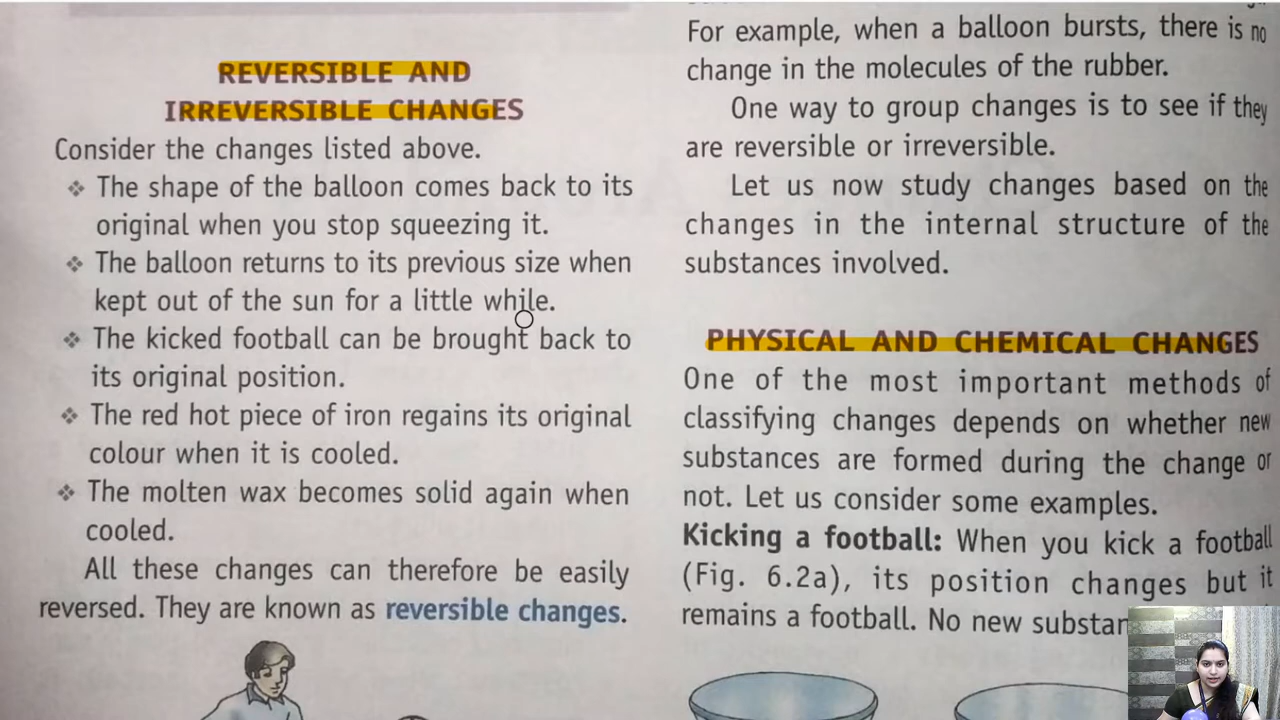 REVERSIBLE AND
IRREVERSIBLE CHANGES
Consider the changes listed above.
❖ The shape of the balloon comes back to its
original when you stop squeezing it.
❖ The balloon returns to its previous size when
kept out of the sun for a little while.
❖ The kicked football can be brought back to
its original position.
❖ The red hot piece of iron regains its original
colour when it is cooled.
❖ The molten wax becomes solid again when
cooled.
All these changes can therefore be easily
reversed. They are known as reversible changes.
For example, when a balloon bursts, there is no
change in the molecules of the rubber.
One way to group changes is to see if they
are reversible or irreversible.
Let us now study changes based on the
changes in the internal structure of the
substances involved.
PHYSICAL AND CHEMICAL CHANGES
One of the most important methods of
classifying changes depends on whether new
substances are formed during the change or
not. Let us consider some examples.
Kicking a football: When you kick a football
(Fig. 6.2a), its position changes but it
remains a football. No new substan